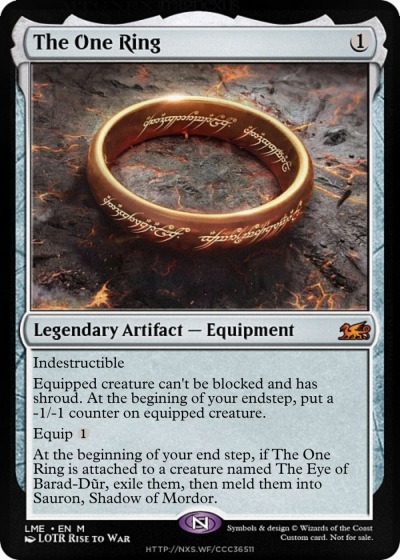 The One Ring 1
Legendary Artifact — Equipment
Indestructible
Equipped creature can't be blocked and has
shroud. At the begining of your endstep, put a
-1/-1 counter on equipped creature.
Equip 1
At the beginning of your end step, if The One
Ring is attached to a creature named The Eye of
Barad-Dûr, exile them, then meld them into
Sauron, Shadow of Mordor.
LME • EN M
LOTR Rise to War
N
Symbols & design © Wizards of the Coast
Custom card. Not for sale.
HTTP://NXS.WF/CCC36511